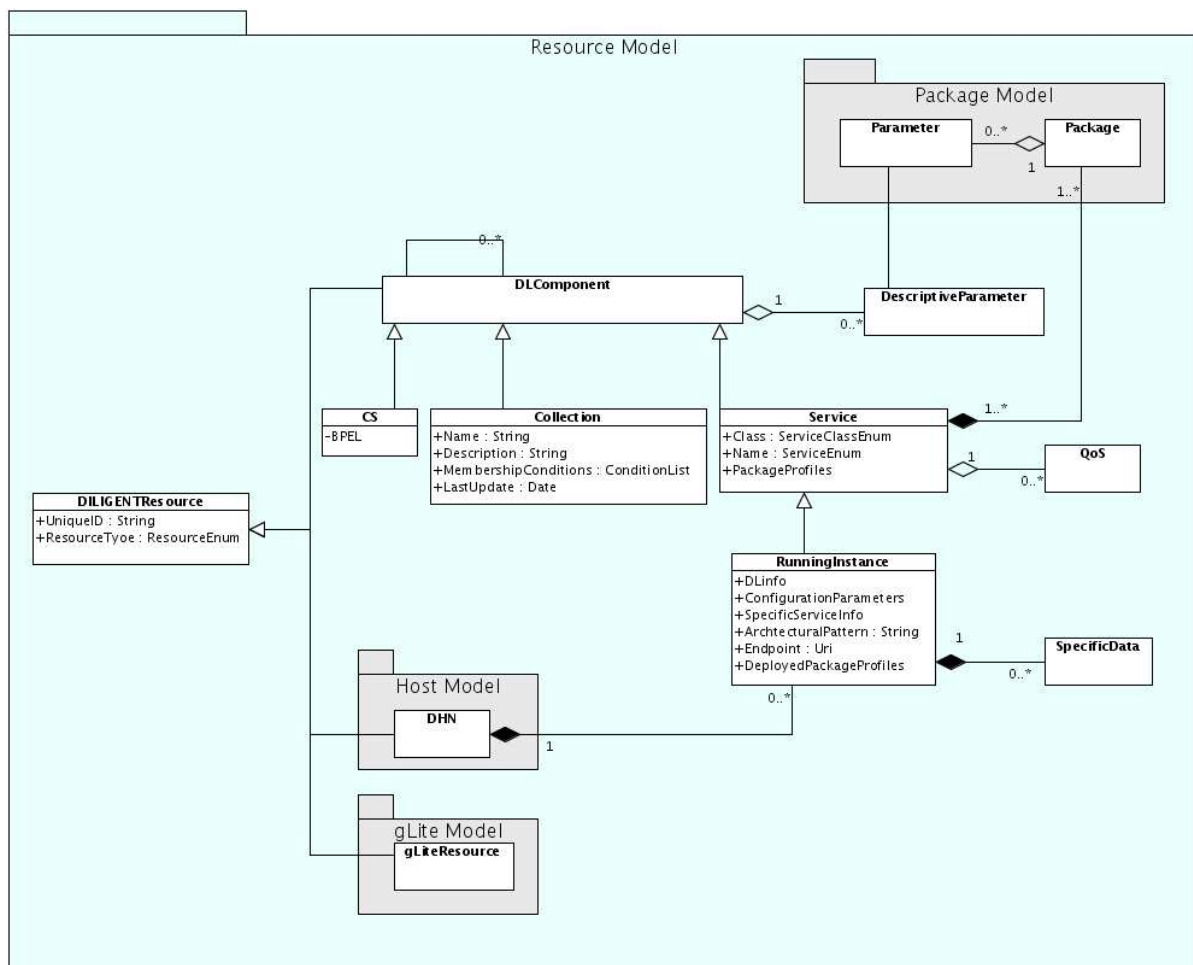 Resource Model
Package Model
Parameter
0..*
1
Package
1..*
0..*
DLComponent
1
0..*
DescriptiveParameter
CS
-BPEL
Collection
+Name : String
+Description : String
+MembershipConditions : ConditionList
+LastUpdate : Date
Service
+Class : ServiceClassEnum
+Name : ServiceEnum
+PackageProfiles
1..*
1
0..*
QoS
DILIGENTResource
+UniqueID : String
+ResourceTyoe : ResourceEnum
RunningInstance
+DLinfo
+ConfigurationParameters
+SpecificServiceInfo
+ArchtecturalPattern : String
+Endpoint : Uri
+DeployedPackageProfiles
1
0..*
SpecificData
0..*
Host Model
DHN
1
gLite Model
gLiteResource